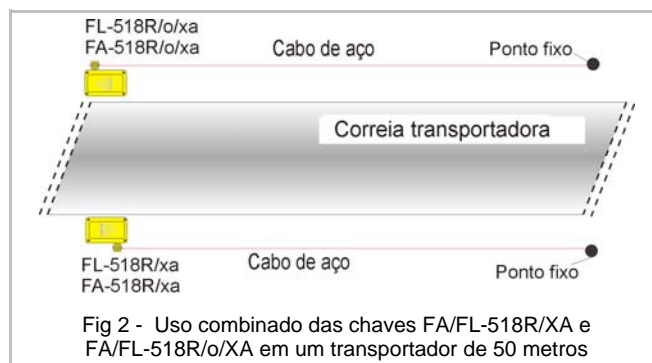 FL-518R/o/xa
FA-518R/o/xa
Cabo de aço
Ponto fixo
Correia transportadora
FL-518R/xa
FA-518R/xa
Cabo de aço
Ponto fixo
Fig 2 - Uso combinado das chaves FA/FL-518R/XA e
FA/FL-518R/o/XA em um transportador de 50 metros